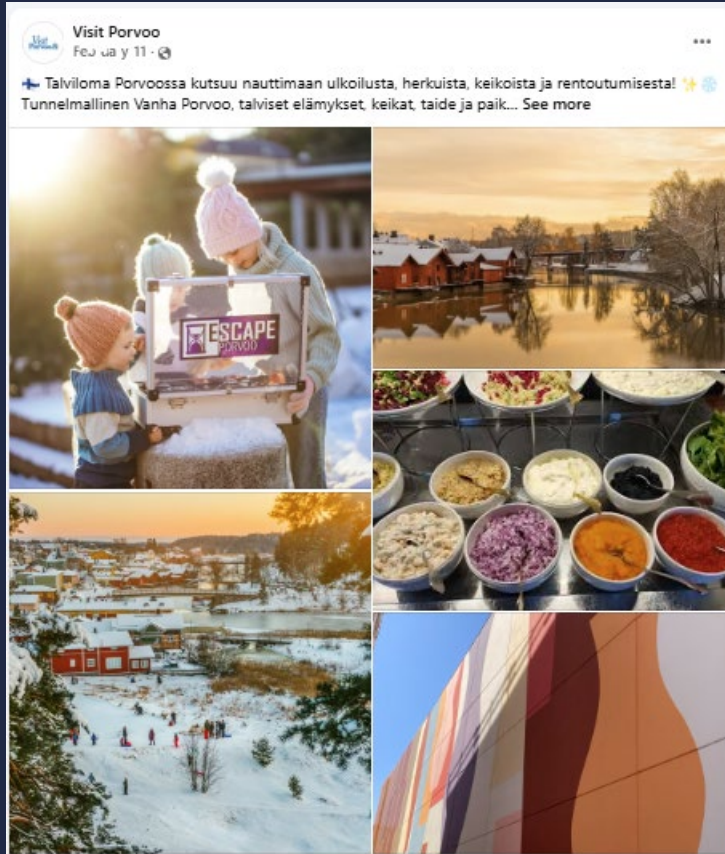 Visit Porvoo
11
🇫🇮 Talviloma Porvoossa kutsuu nauttimaan ulkoilusta, herkuista, keikoista ja rentoutumisesta! ✨❄️
Tunnelmallinen Vanha Porvoo, talviset elämykset, keikat, taide ja paik... See more
ESCAPE
PORVOO